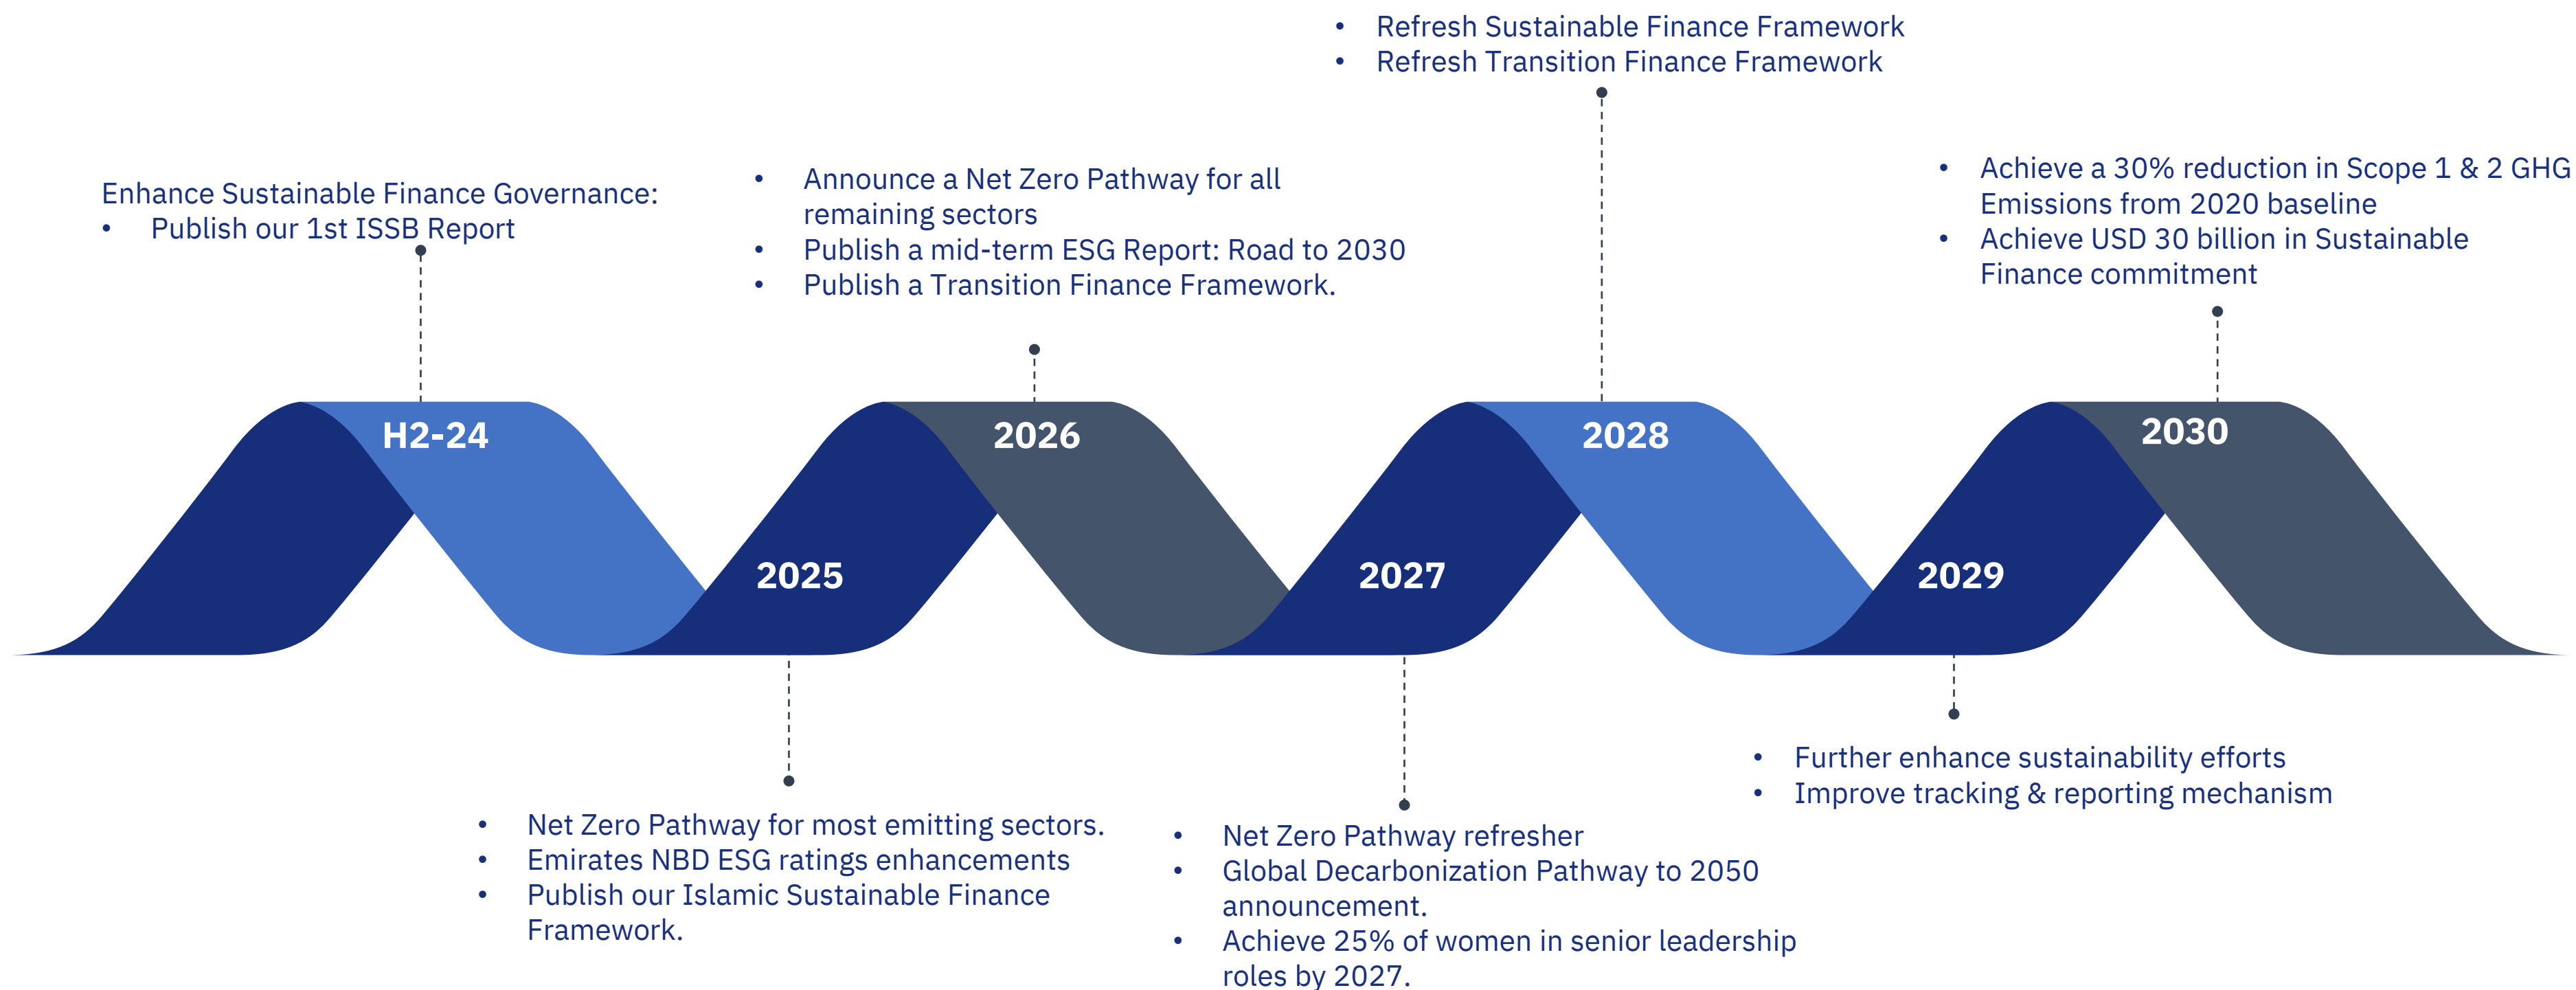 Enhance Sustainable Finance Governance:
• Publish our 1st ISSB Report
H2-24
2025
• Net Zero Pathway for most emitting sectors.
• Emirates NBD ESG ratings enhancements
• Publish our Islamic Sustainable Finance
Framework.
• Announce a Net Zero Pathway for all
remaining sectors
• Publish a mid-term ESG Report: Road to 2030
• Publish a Transition Finance Framework.
2026
2027
• Net Zero Pathway refresher
• Global Decarbonization Pathway to 2050
announcement.
• Achieve 25% of women in senior leadership
roles by 2027.
• Refresh Sustainable Finance Framework
• Refresh Transition Finance Framework
2028
2029
• Further enhance sustainability efforts
• Improve tracking & reporting mechanism
• Achieve a 30% reduction in Scope 1 & 2 GHG
Emissions from 2020 baseline
• Achieve USD 30 billion in Sustainable
Finance commitment
2030